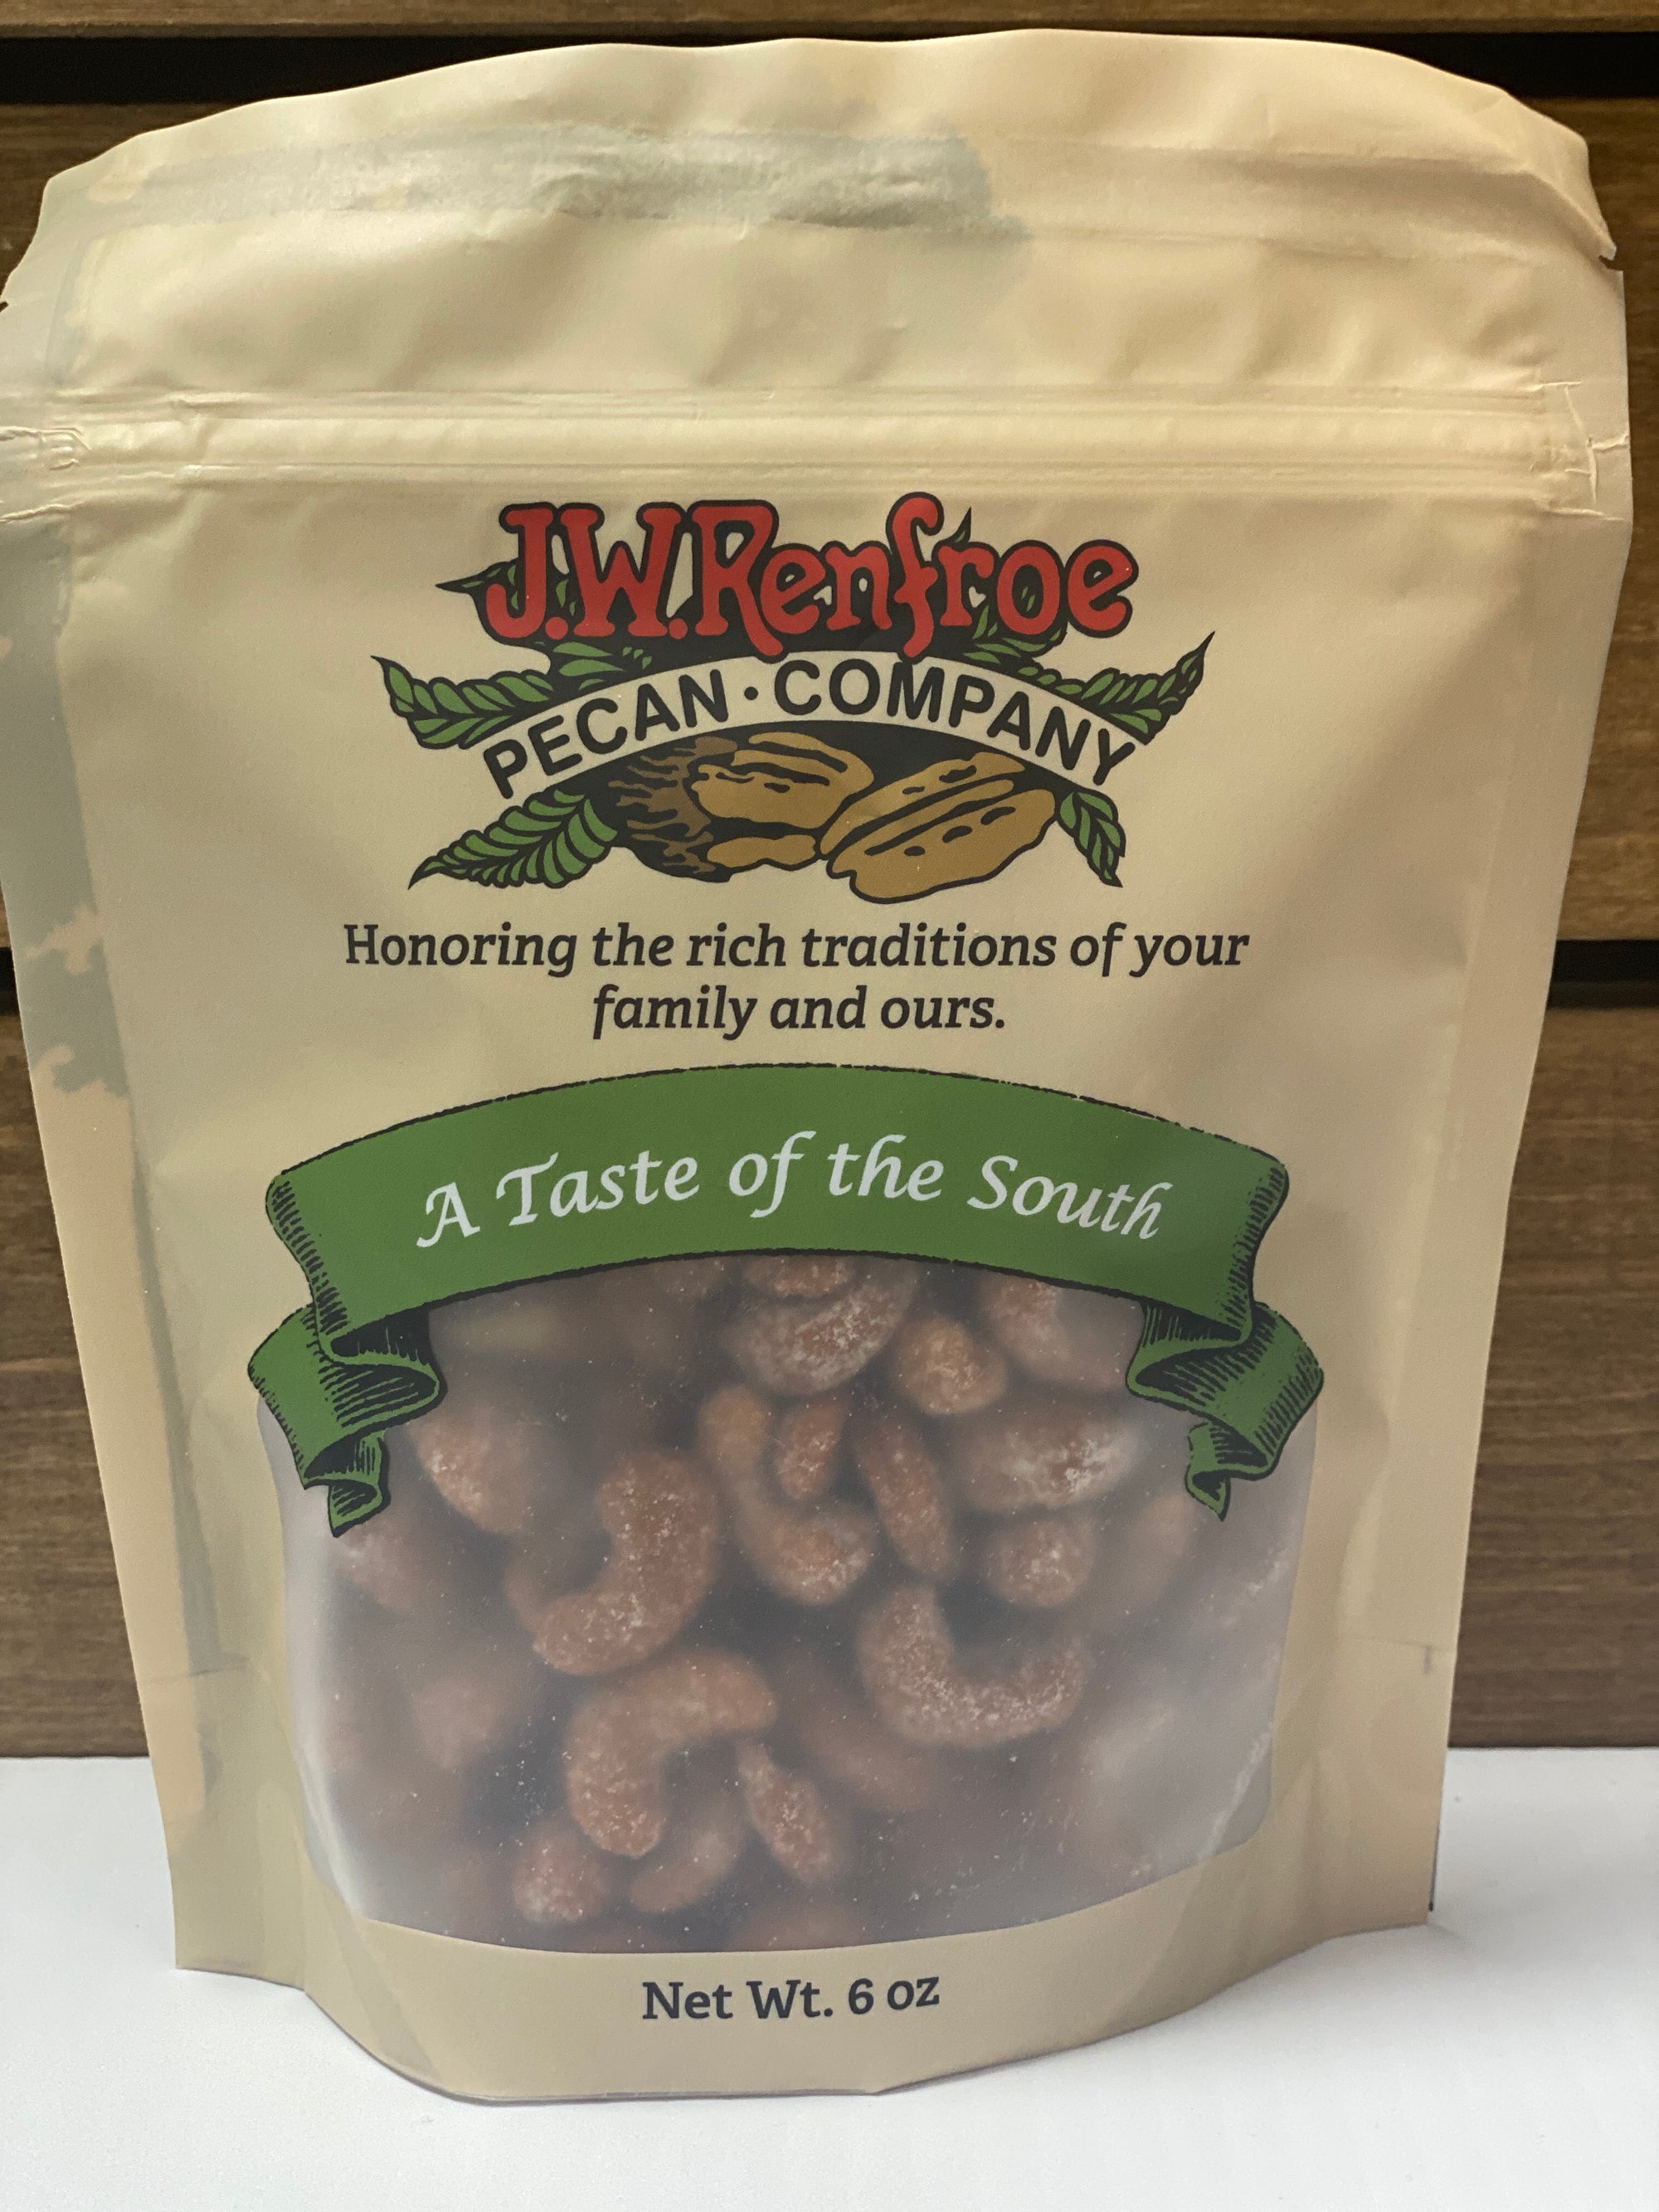 J.W.Renfroe
PECAN · COMPANY
Honoring the rich traditions of your
family and ours.
A Taste of the South
Net Wt. 6 oz